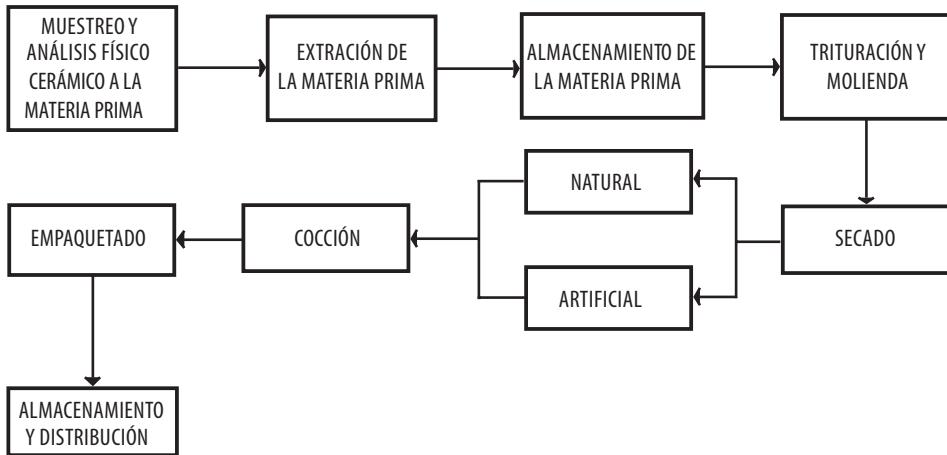 MUESTREO Y
ANÁLISIS FÍSICO
CERÁMICO A LA
MATERIA PRIMA
EXTRACIÓN DE
LA MATERIA PRIMA
ALMACENAMIENTO DE
LA MATERIA PRIMA
TRITURACIÓN Y
MOLIENDA
SECADO
NATURAL
ARTIFICIAL
COCCIÓN
EMPAQUETADO
ALMACENAMIENTO
Y DISTRIBUCIÓN